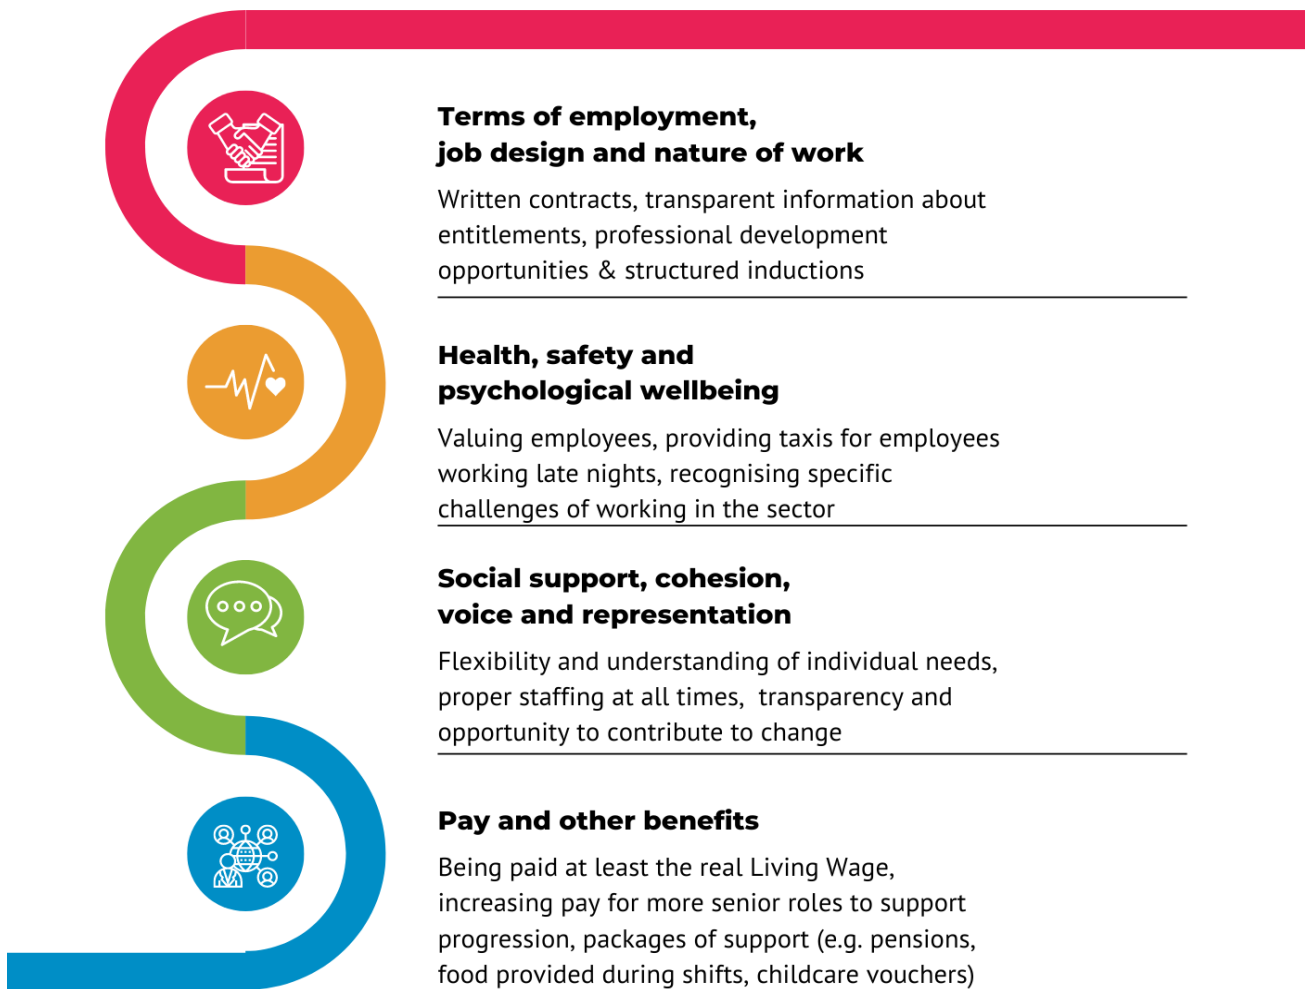 Terms of employment,
job design and nature of work
Written contracts, transparent information about
entitlements, professional development
opportunities & structured inductions
Health, safety and
psychological wellbeing
Valuing employees, providing taxis for employees
working late nights, recognising specific
challenges of working in the sector
Social support, cohesion,
voice and representation
Flexibility and understanding of individual needs,
proper staffing at all times,  transparency and
opportunity to contribute to change
Pay and other benefits
Being paid at least the real Living Wage,
increasing pay for more senior roles to support
progression, packages of support (e.g. pensions,
food provided during shifts, childcare vouchers)